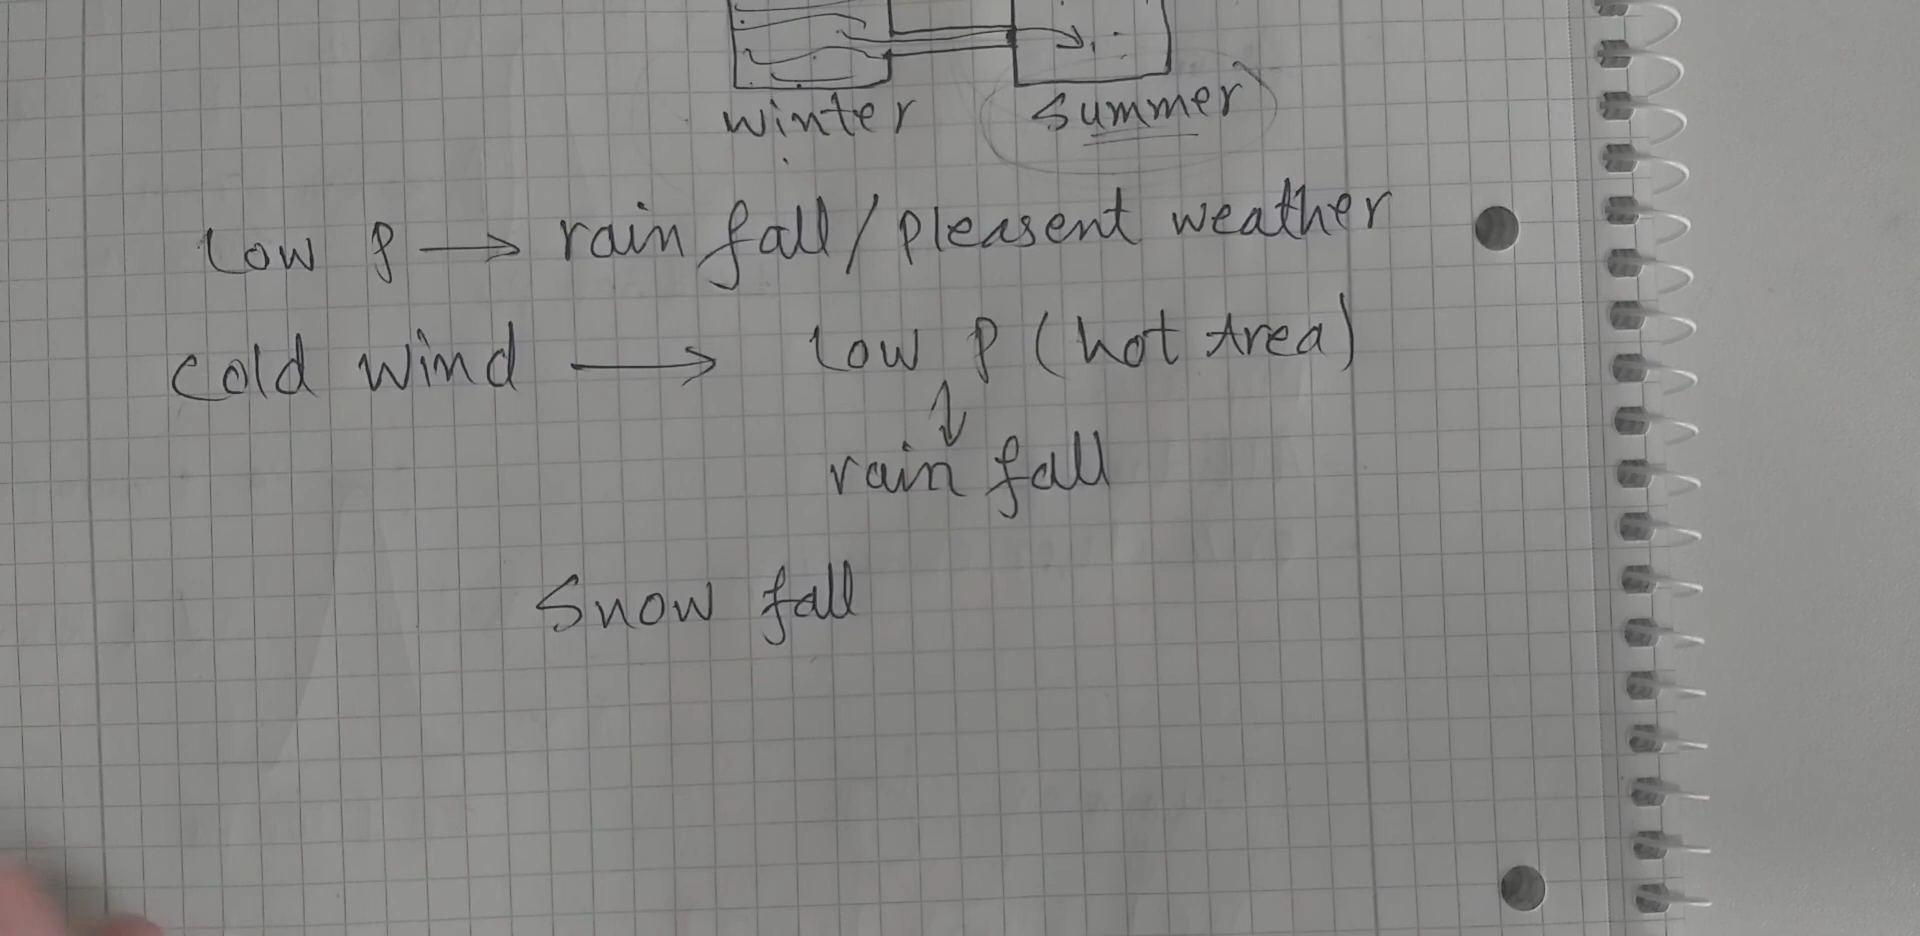 winter summer
Low P → rain fall/pleasent weather
cold wind → Low P (hot Area)
rain fall
Snow fall